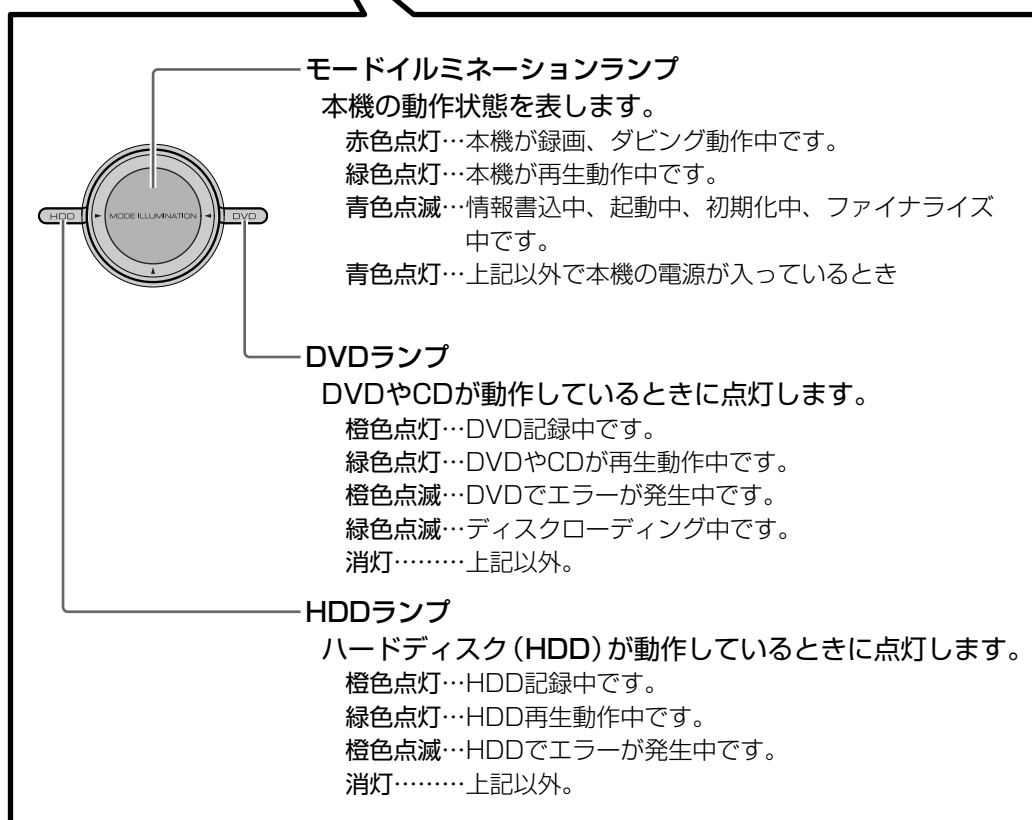 モードイルミネーションランプ
本機の動作状態を表します。
赤色点灯…本機が録画、ダビング動作中です。
緑色点灯…本機が再生動作中です。
青色点滅…情報書込中、起動中、初期化中、ファイナライズ
中です。
青色点灯…上記以外で本機の電源が入っているとき
HDD
MODE ILLUMINATION
DVD
DVDランプ
DVDやCDが動作しているときに点灯します。
橙色点灯…DVD記録中です。
緑色点灯…DVDやCDが再生動作中です。
橙色点滅…DVDでエラーが発生中です。
緑色点滅…ディスクローディング中です。
消灯………上記以外。
HDDランプ
ハードディスク(HDD)が動作しているときに点灯します。
橙色点灯…HDD記録中です。
緑色点灯…HDD再生動作中です。
橙色点滅…HDDでエラーが発生中です。
消灯………上記以外。